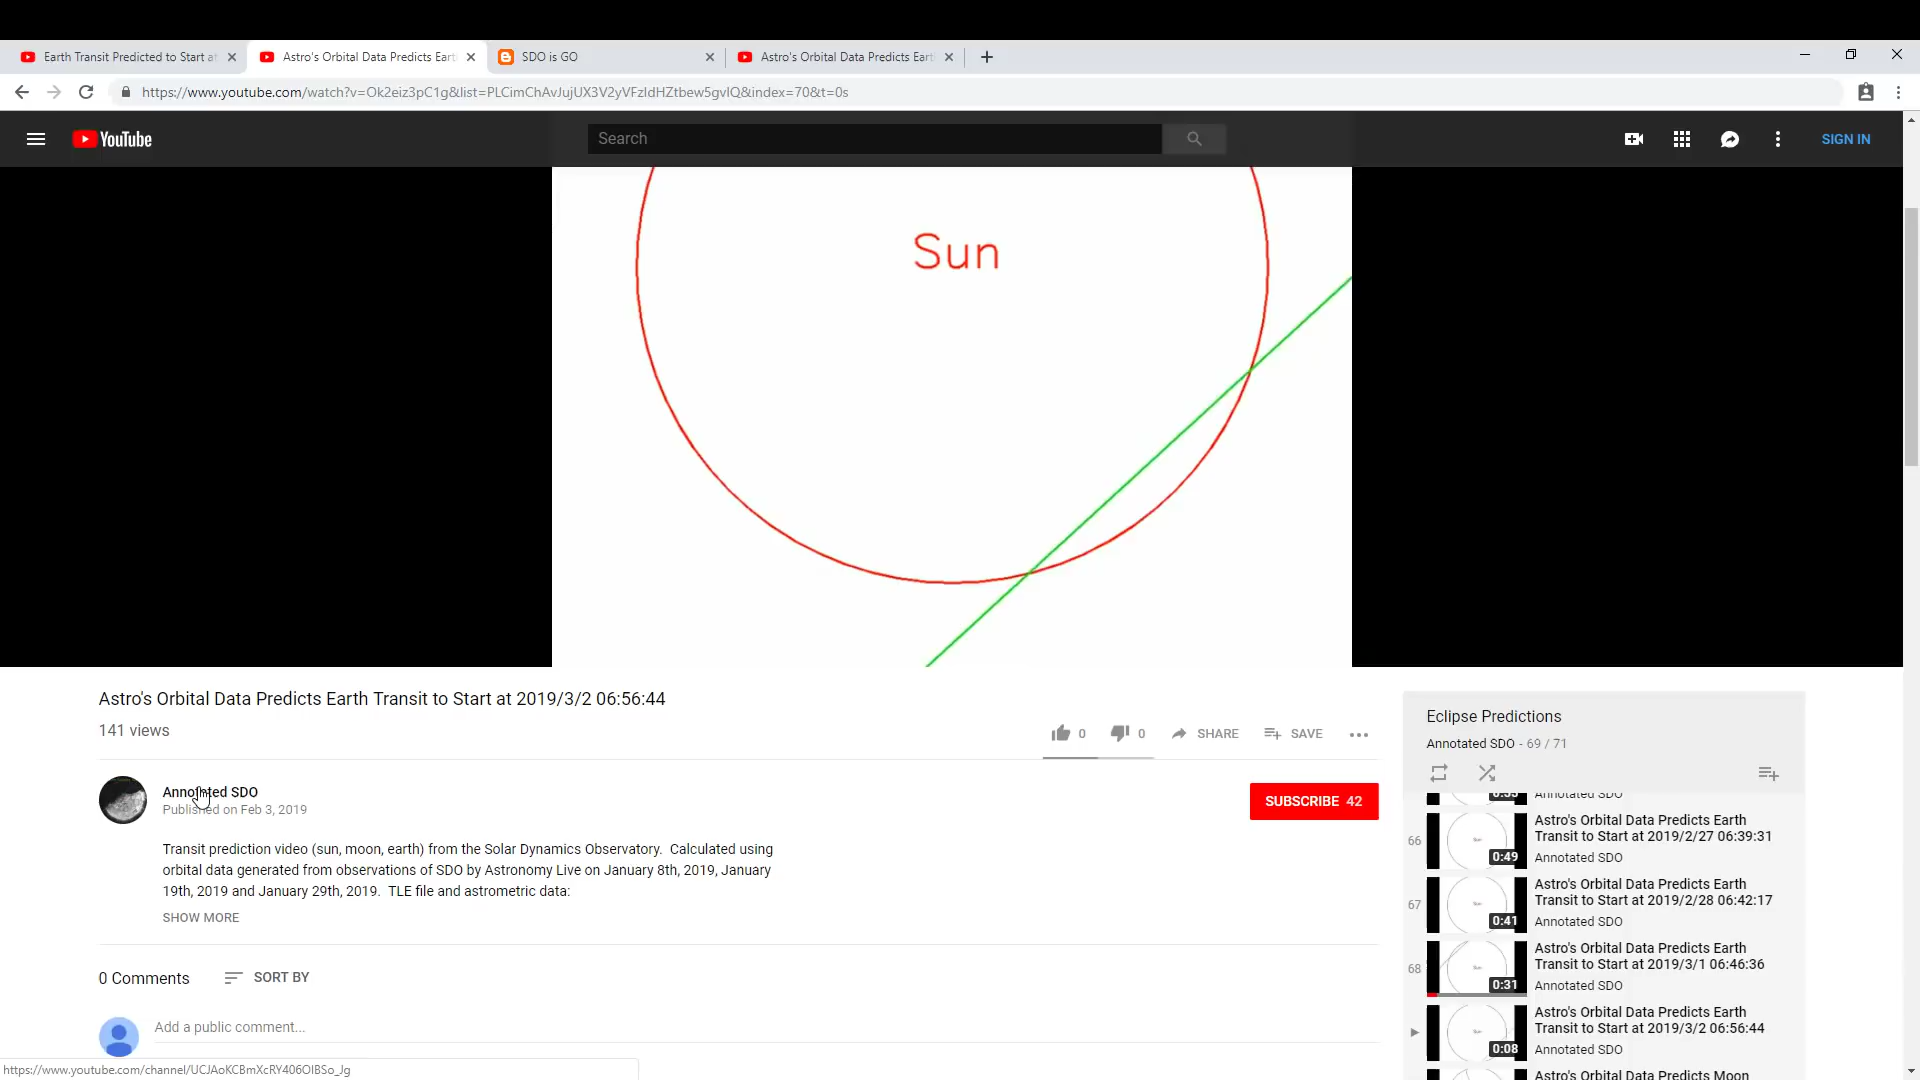 Earth Transit Predicted to Start at
Astro's Orbital Data Predicts Eart
SDO is GO
Astro's Orbital Data Predicts Eart
https://www.youtube.com/watch?v=Ok2eiz3pC1g&list=PLCimChAvJujUX3V2yVFzIdHZtbew5gvIQ&index=70&t=0s
YouTube
Search
SIGN IN
Sun
Astro's Orbital Data Predicts Earth Transit to Start at 2019/3/2 06:56:44
141 views
0
0
SHARE
SAVE
Annotated SDO
Published on Feb 3, 2019
SUBSCRIBE 42
Transit prediction video (sun, moon, earth) from the Solar Dynamics Observatory. Calculated using
orbital data generated from observations of SDO by Astronomy Live on January 8th, 2019, January
19th, 2019 and January 29th, 2019. TLE file and astrometric data:
SHOW MORE
0 Comments
SORT BY
Add a public comment...
Eclipse Predictions
Annotated SDO - 69 / 71
Annotated SDO
66
0:49
Astro's Orbital Data Predicts Earth
Transit to Start at 2019/2/27 06:39:31
Annotated SDO
67
0:41
Astro's Orbital Data Predicts Earth
Transit to Start at 2019/2/28 06:42:17
Annotated SDO
68
0:31
Astro's Orbital Data Predicts Earth
Transit to Start at 2019/3/1 06:46:36
Annotated SDO
0:08
Astro's Orbital Data Predicts Earth
Transit to Start at 2019/3/2 06:56:44
Annotated SDO
Astro's Orbital Data Predicts Moon
https://www.youtube.com/channel/UCJAoKCBmXcRY406OIBSo_Jg